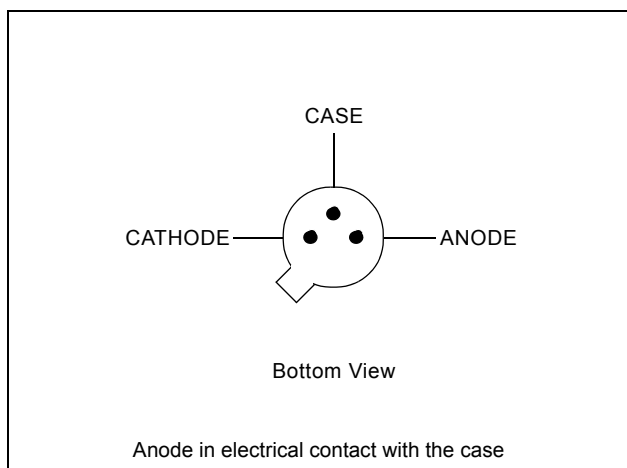 CASE
CATHODE
ANODE
Bottom View
Anode in electrical contact with the case